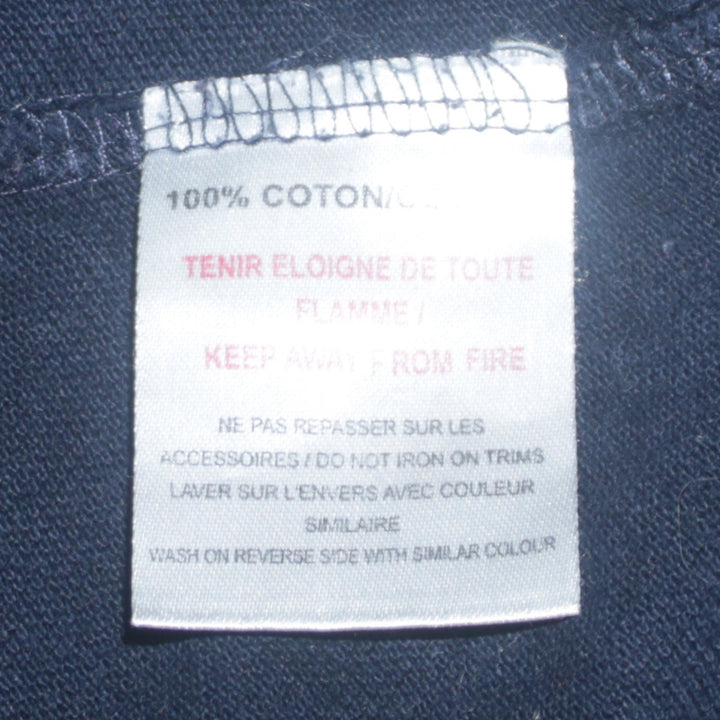 100% COTON/
TENIR ELOIGNE DE TOUTE
FLAMME /
KEEP AWAY FROM FIRE
NE PAS REPASSER SUR LES
ACCESSOIRES / DO NOT IRON ON TRIMS
LAVER SUR L'ENVERS AVEC COULEUR
SIMILAIRE
WASH ON REVERSE SIDE WITH SIMILAR COLOUR